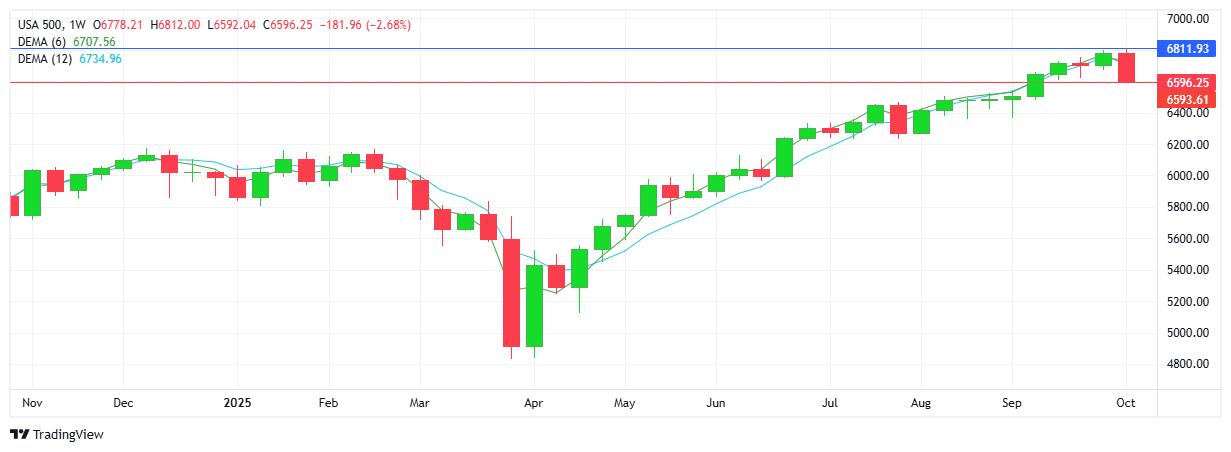 USA 500, 1W O6778.21 H6812.00 L6592.04 C6596.25 −181.96 (−2.68%)
DEMA (6) 6707.56
DEMA (12) 6734.96
7000.00
6811.93
6596.25
6593.61
6400.00
6200.00
6000.00
5800.00
5600.00
5400.00
5200.00
5000.00
4800.00
Nov Dec 2025 Feb Mar Apr May Jun Jul Aug Sep Oct
TradingView